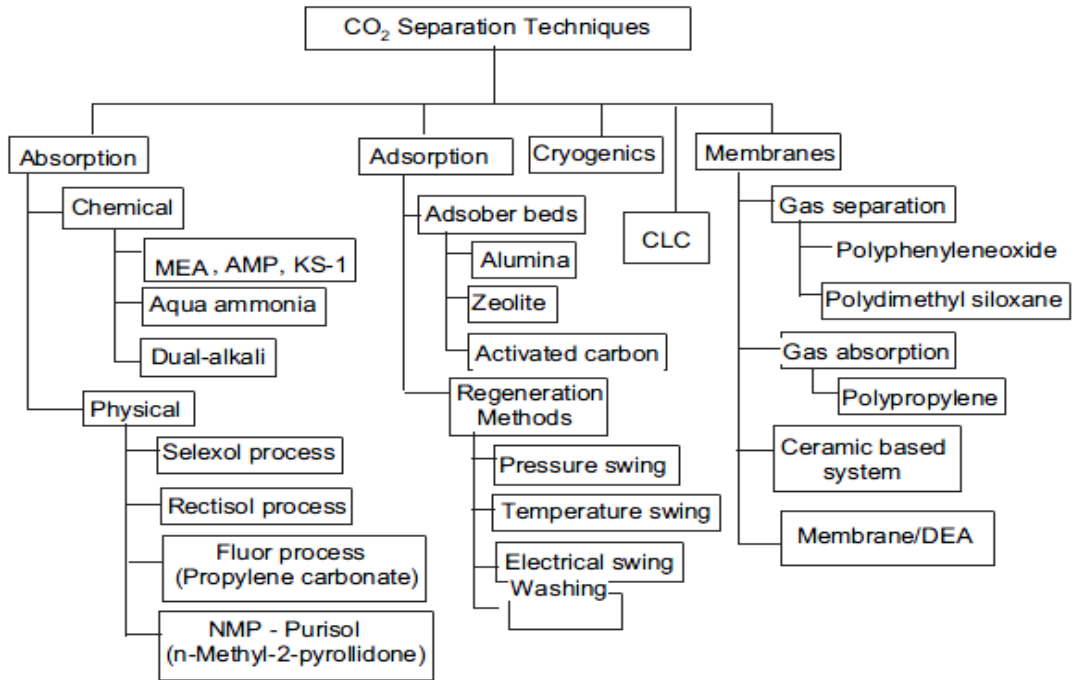 CO₂ Separation Techniques
Absorption
Chemical
MEA, AMP, KS-1
Aqua ammonia
Dual-alkali
Physical
Selexol process
Rectisol process
Fluor process
(Propylene carbonate)
NMP - Purisol
(n-Methyl-2-pyrollidone)
Adsorption
Adsober beds
Alumina
Zeolite
Activated carbon
Regeneration
Methods
Pressure swing
Temperature swing
Electrical swing
Washing
Cryogenics
CLC
Membranes
Gas separation
Polyphenyleneoxide
Polydimethyl siloxane
Gas absorption
Polypropylene
Ceramic based
system
Membrane/DEA